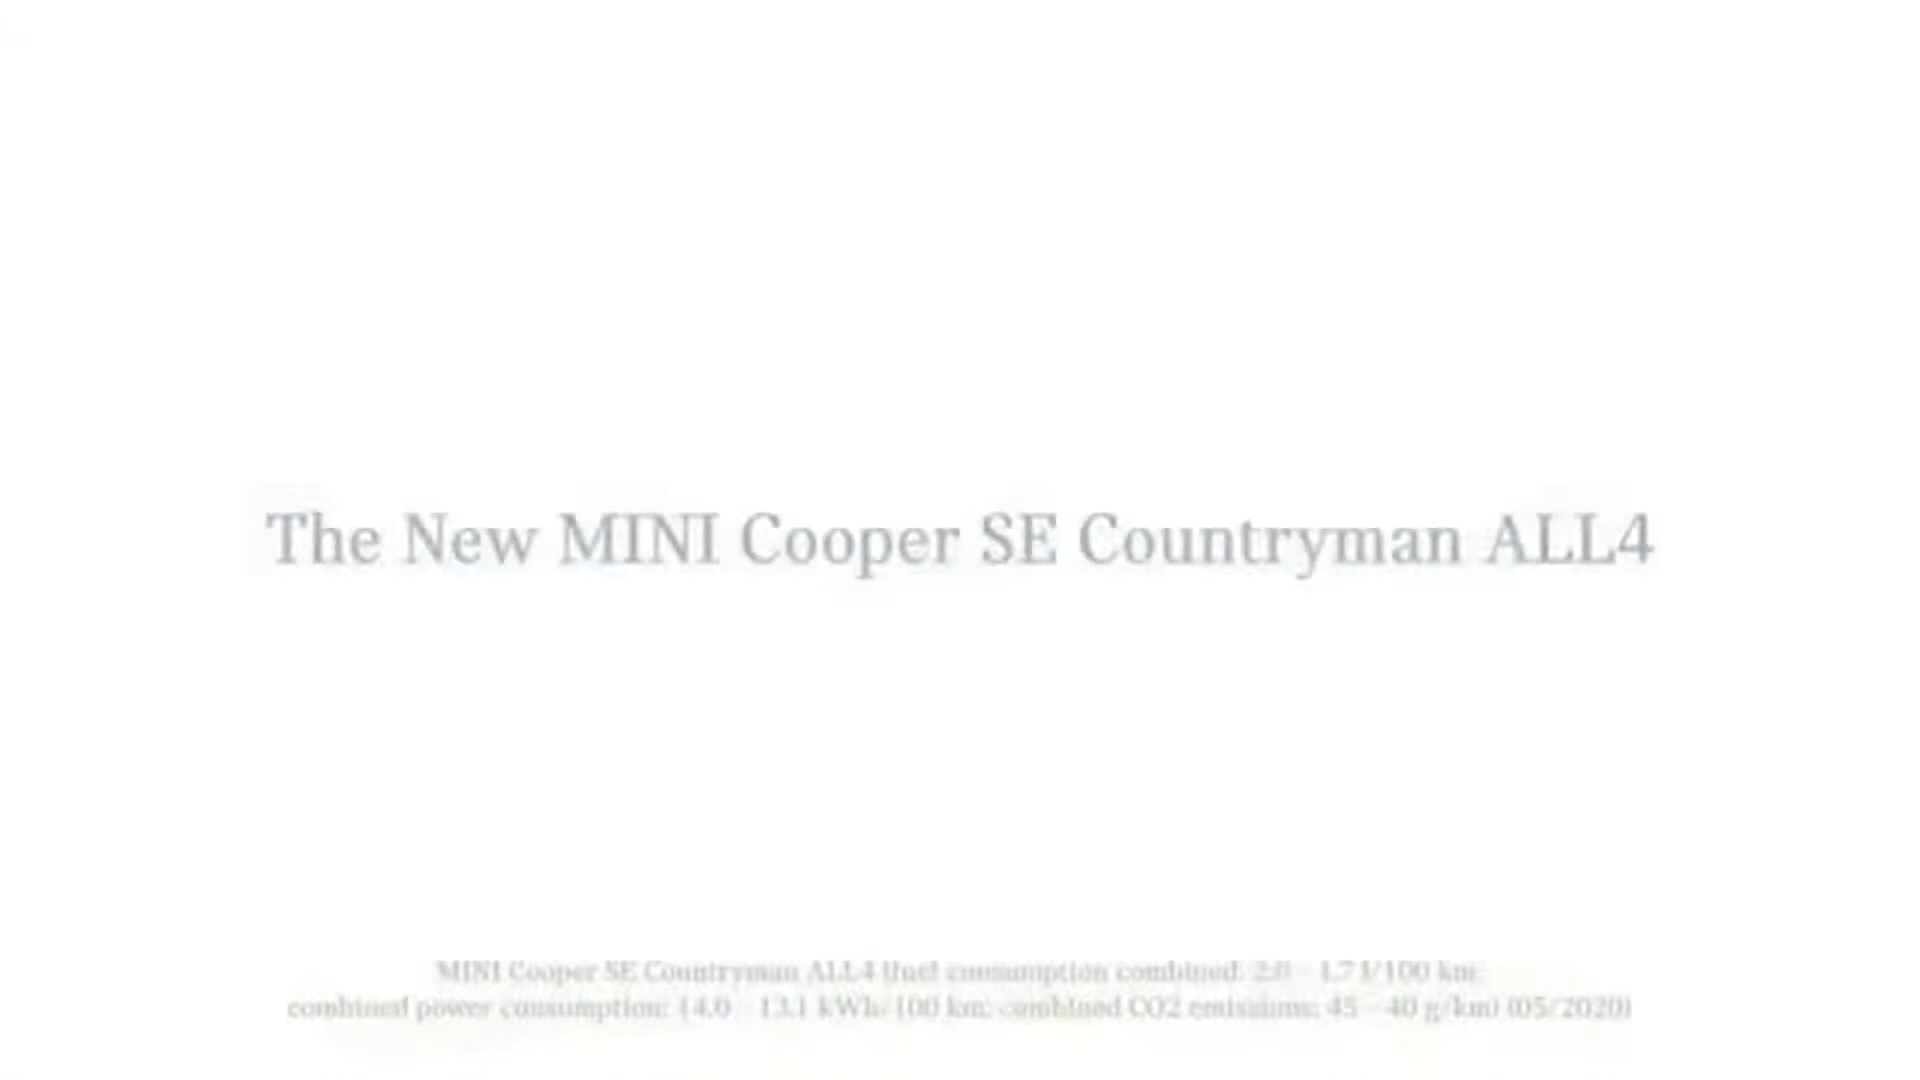 The New MINI Cooper SE Countryman ALL4
MINI Cooper SE Countryman ALL4 (fuel consumption combined: 2.0 – 1.7 l/100 km;
combined power consumption: 14.0 – 13.1 kWh/100 km; combined CO2 emissions: 45 – 40 g/km) (05/2020)